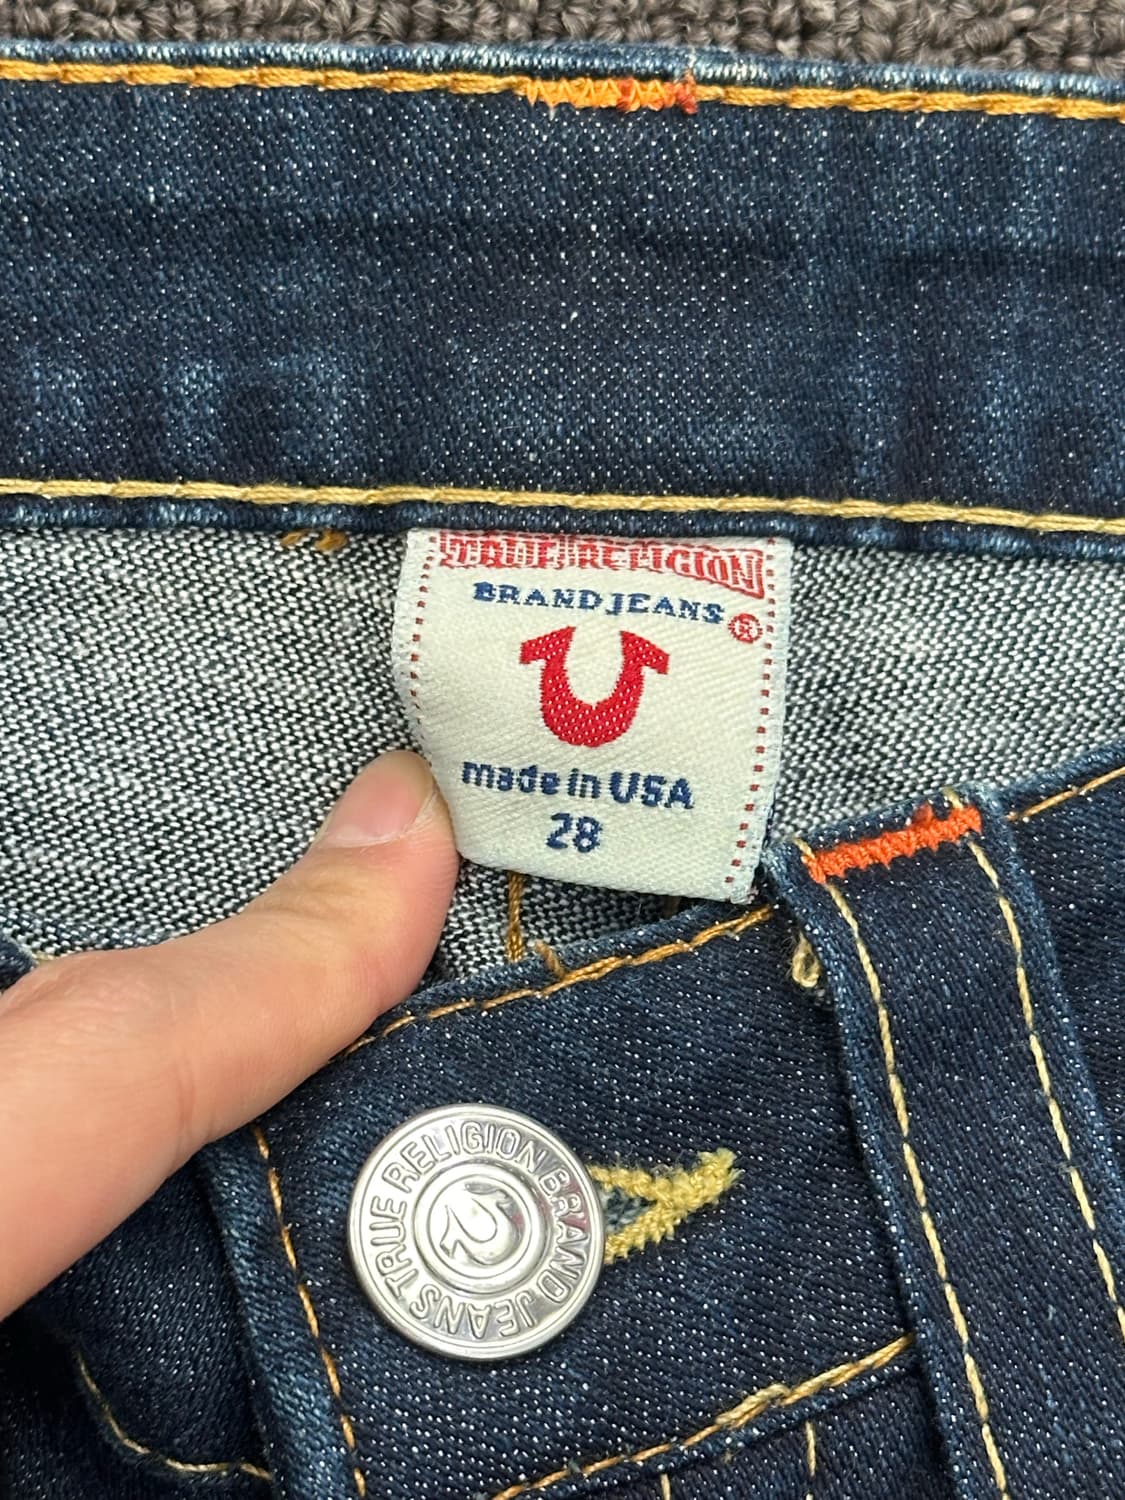 TRUE RELIGION
BRAND JEANS
®
made in USA
28
TRUE RELIGION BRAND JEANS